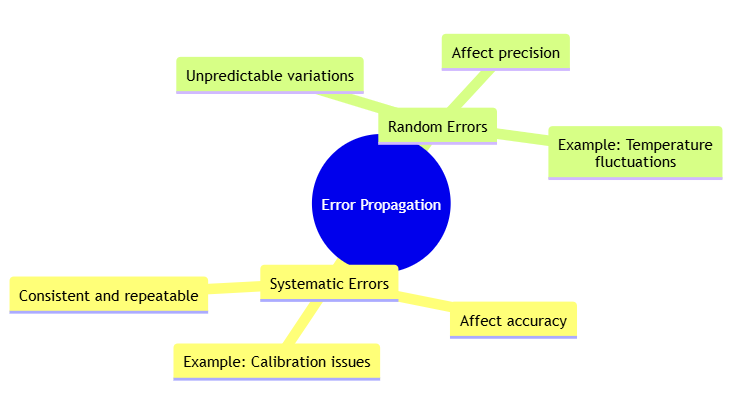 Affect precision
Unpredictable variations
Random Errors
Example: Temperature
fluctuations
Error Propagation
Systematic Errors
Consistent and repeatable
Affect accuracy
Example: Calibration issues